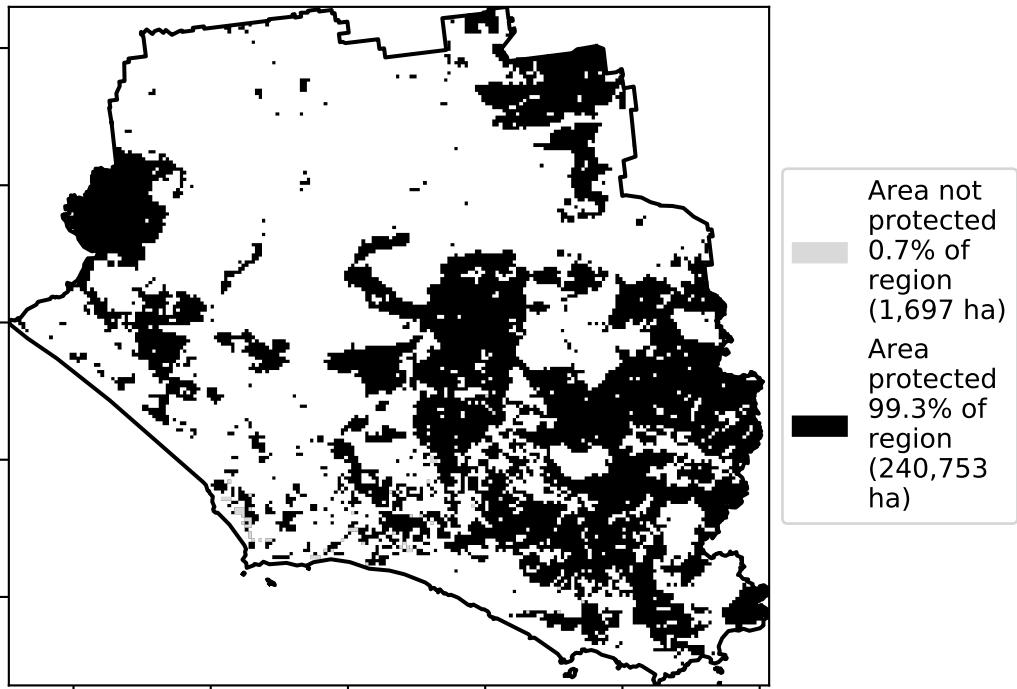 Area not
protected
0.7% of
region
(1,697 ha)
Area
protected
99.3% of
region
(240,753
ha)